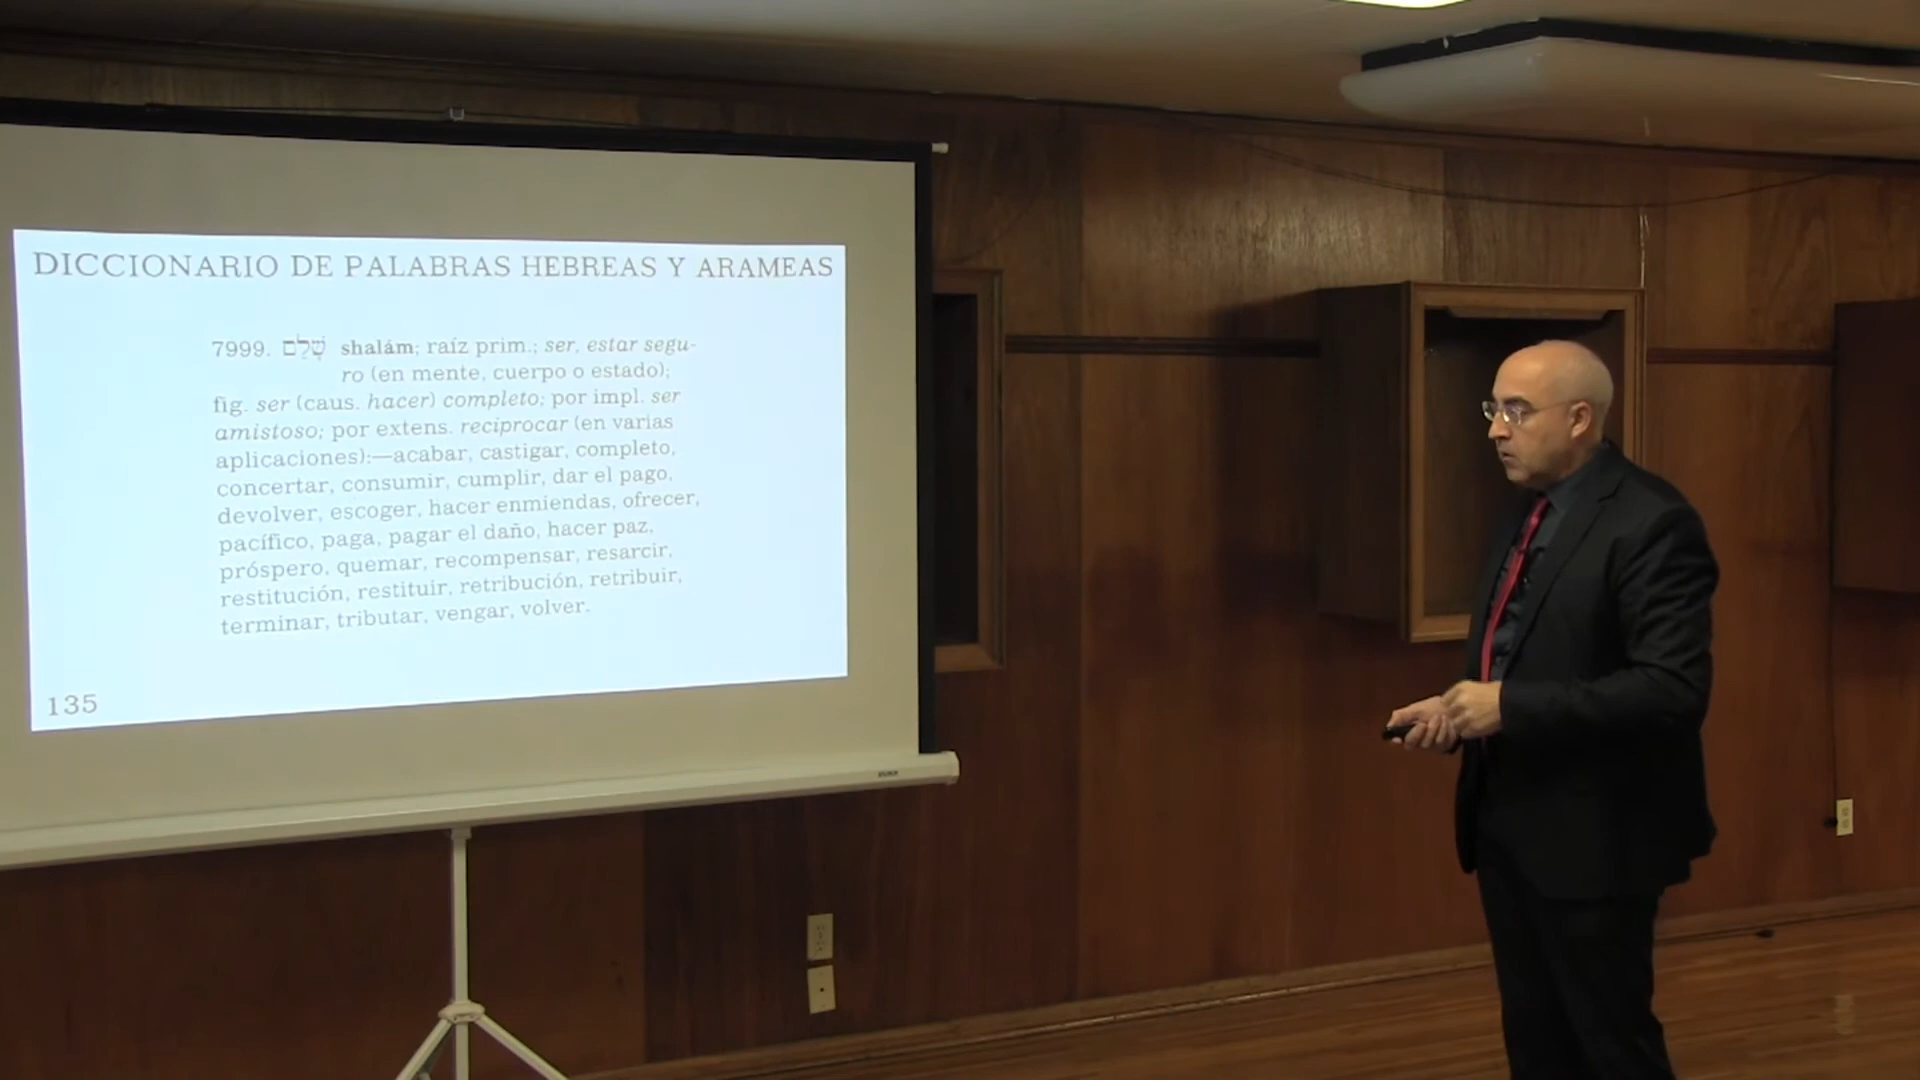 DICCIONARIO DE PALABRAS HEBREAS Y ARAMEAS
7999. שָׁלֵם shalám; raíz prim.; ser, estar segu-
ro (en mente, cuerpo o estado);
fig. ser (caus. hacer) completo; por impl. ser
amistoso; por extens. reciprocar (en varias
aplicaciones):—acabar, castigar, completo,
concertar, consumir, cumplir, dar el pago,
devolver, escoger, hacer enmiendas, ofrecer,
pacífico, paga, pagar el daño, hacer paz,
próspero, quemar, recompensar, resarcir,
restitución, restituir, retribución, retribuir,
terminar, tributar, vengar, volver.
135